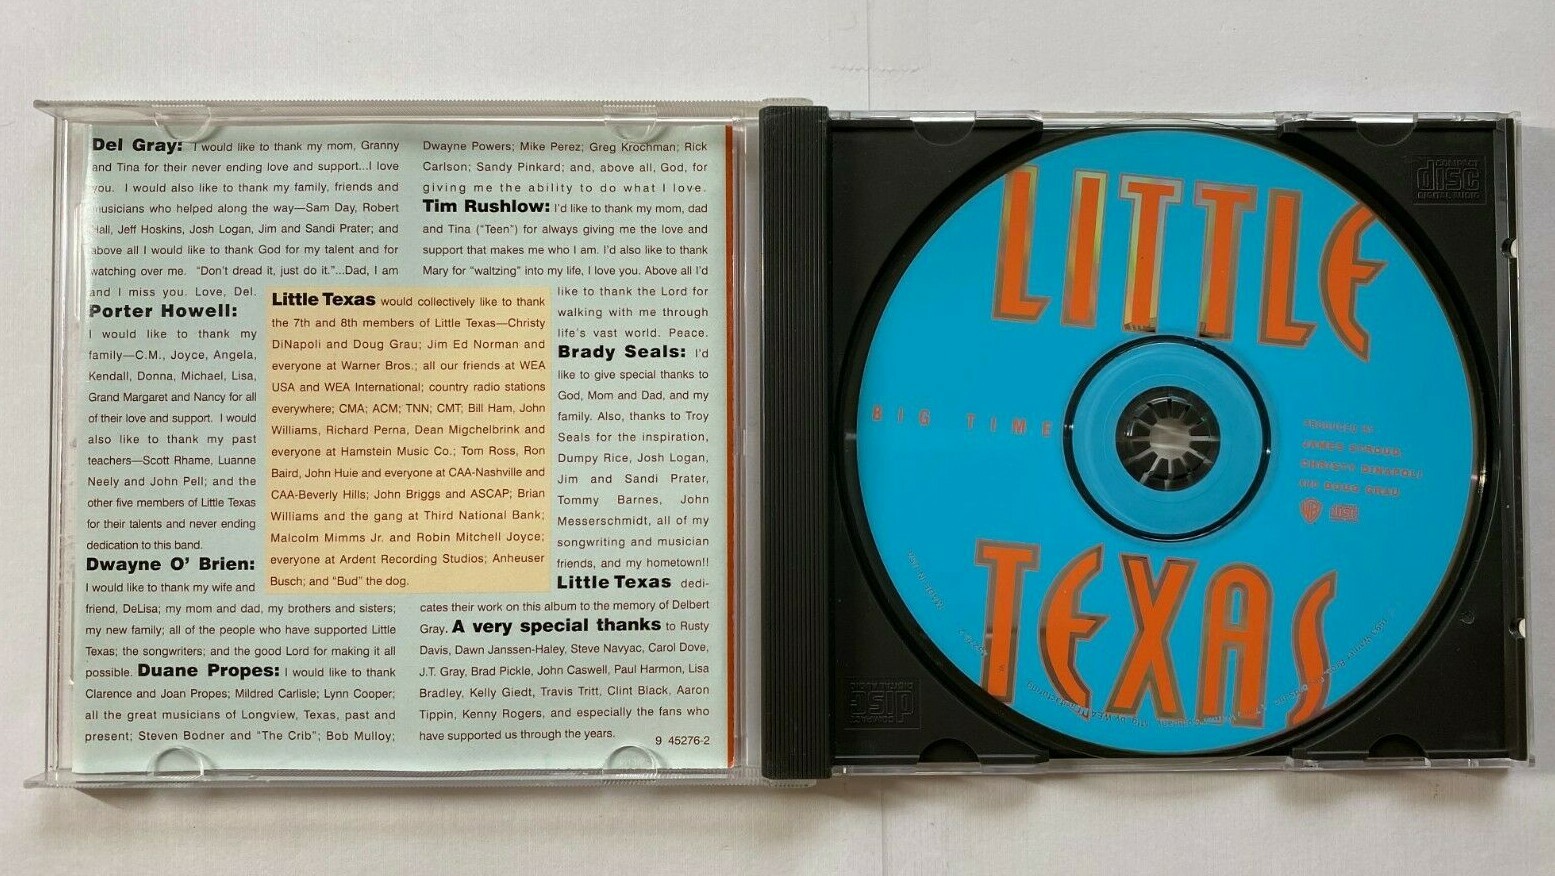 Del Gray: I would like to thank my mom, Granny
and Tina for their never ending love and support...I love
you. I would also like to thank my family, friends and
musicians who helped along the way—Sam Day, Robert
Hall, Jeff Hoskins, Josh Logan, Jim and Sandi Prater; and
above all I would like to thank God for my talent and for
watching over me. "Don't dread it, just do it."...Dad, I am
and I miss you. Love, Del.
Porter Howell:
I would like to thank my
family—C.M., Joyce, Angela,
Kendall, Donna, Michael, Lisa,
Grand Margaret and Nancy for all
of their love and support. I would
also like to thank my past
teachers—Scott Rhame, Luanne
Neely and John Pell; and the
other five members of Little Texas
for their talents and never ending
dedication to this band.
Dwayne O' Brien:
I would like to thank my wife and
friend, DeLisa; my mom and dad, my brothers and sisters;
my new family; all of the people who have supported Little
Texas; the songwriters; and the good Lord for making it all
possible. Duane Propes: I would like to thank
Clarence and Joan Propes; Mildred Carlisle; Lynn Cooper;
all the great musicians of Longview, Texas, past and
present; Steven Bodner and "The Crib"; Bob Mulloy;
Dwayne Powers; Mike Perez; Greg Krochman; Rick
Carlson; Sandy Pinkard; and, above all, God, for
giving me the ability to do what I love.
Tim Rushlow: I'd like to thank my mom, dad
and Tina ("Teen") for always giving me the love and
support that makes me who I am. I'd also like to thank
Mary for "waltzing" into my life, I love you. Above all I'd
like to thank the Lord for
walking with me through
life's vast world. Peace.
Brady Seals: I'd
like to give special thanks to
God, Mom and Dad, and my
family. Also, thanks to Troy
Seals for the inspiration,
Dumpy Rice, Josh Logan,
Jim and Sandi Prater,
Tommy Barnes, John
Messerschmidt, all of my
songwriting and musician
friends, and my hometown!!
Little Texas dedi-
cates their work on this album to the memory of Delbert
Gray. A very special thanks to Rusty
Davis, Dawn Janssen-Haley, Steve Navyac, Carol Dove,
J.T. Gray, Brad Pickle, John Caswell, Paul Harmon, Lisa
Bradley, Kelly Giedt, Travis Tritt, Clint Black, Aaron
Tippin, Kenny Rogers, and especially the fans who
have supported us through the years.
9 45276-2
Little Texas would collectively like to thank
the 7th and 8th members of Little Texas—Christy
DiNapoli and Doug Grau; Jim Ed Norman and
everyone at Warner Bros.; all our friends at WEA
USA and WEA International; country radio stations
everywhere; CMA; ACM; TNN; CMT; Bill Ham, John
Williams, Richard Perna, Dean Migchelbrink and
everyone at Hamstein Music Co.; Tom Ross, Ron
Baird, John Huie and everyone at CAA-Nashville and
CAA-Beverly Hills; John Briggs and ASCAP; Brian
Williams and the gang at Third National Bank;
Malcolm Mimms Jr. and Robin Mitchell Joyce;
everyone at Ardent Recording Studios; Anheuser
Busch; and "Bud" the dog.
LITTLE
BIG TIME
PRODUCED BY
JAMES STROUD,
CHRISTY DINAPOLI
AND DOUG GRAU
WB
disc
TEXAS
COMPACT
disc
DIGITAL AUDIO
COMPACT
disc
DIGITAL AUDIO